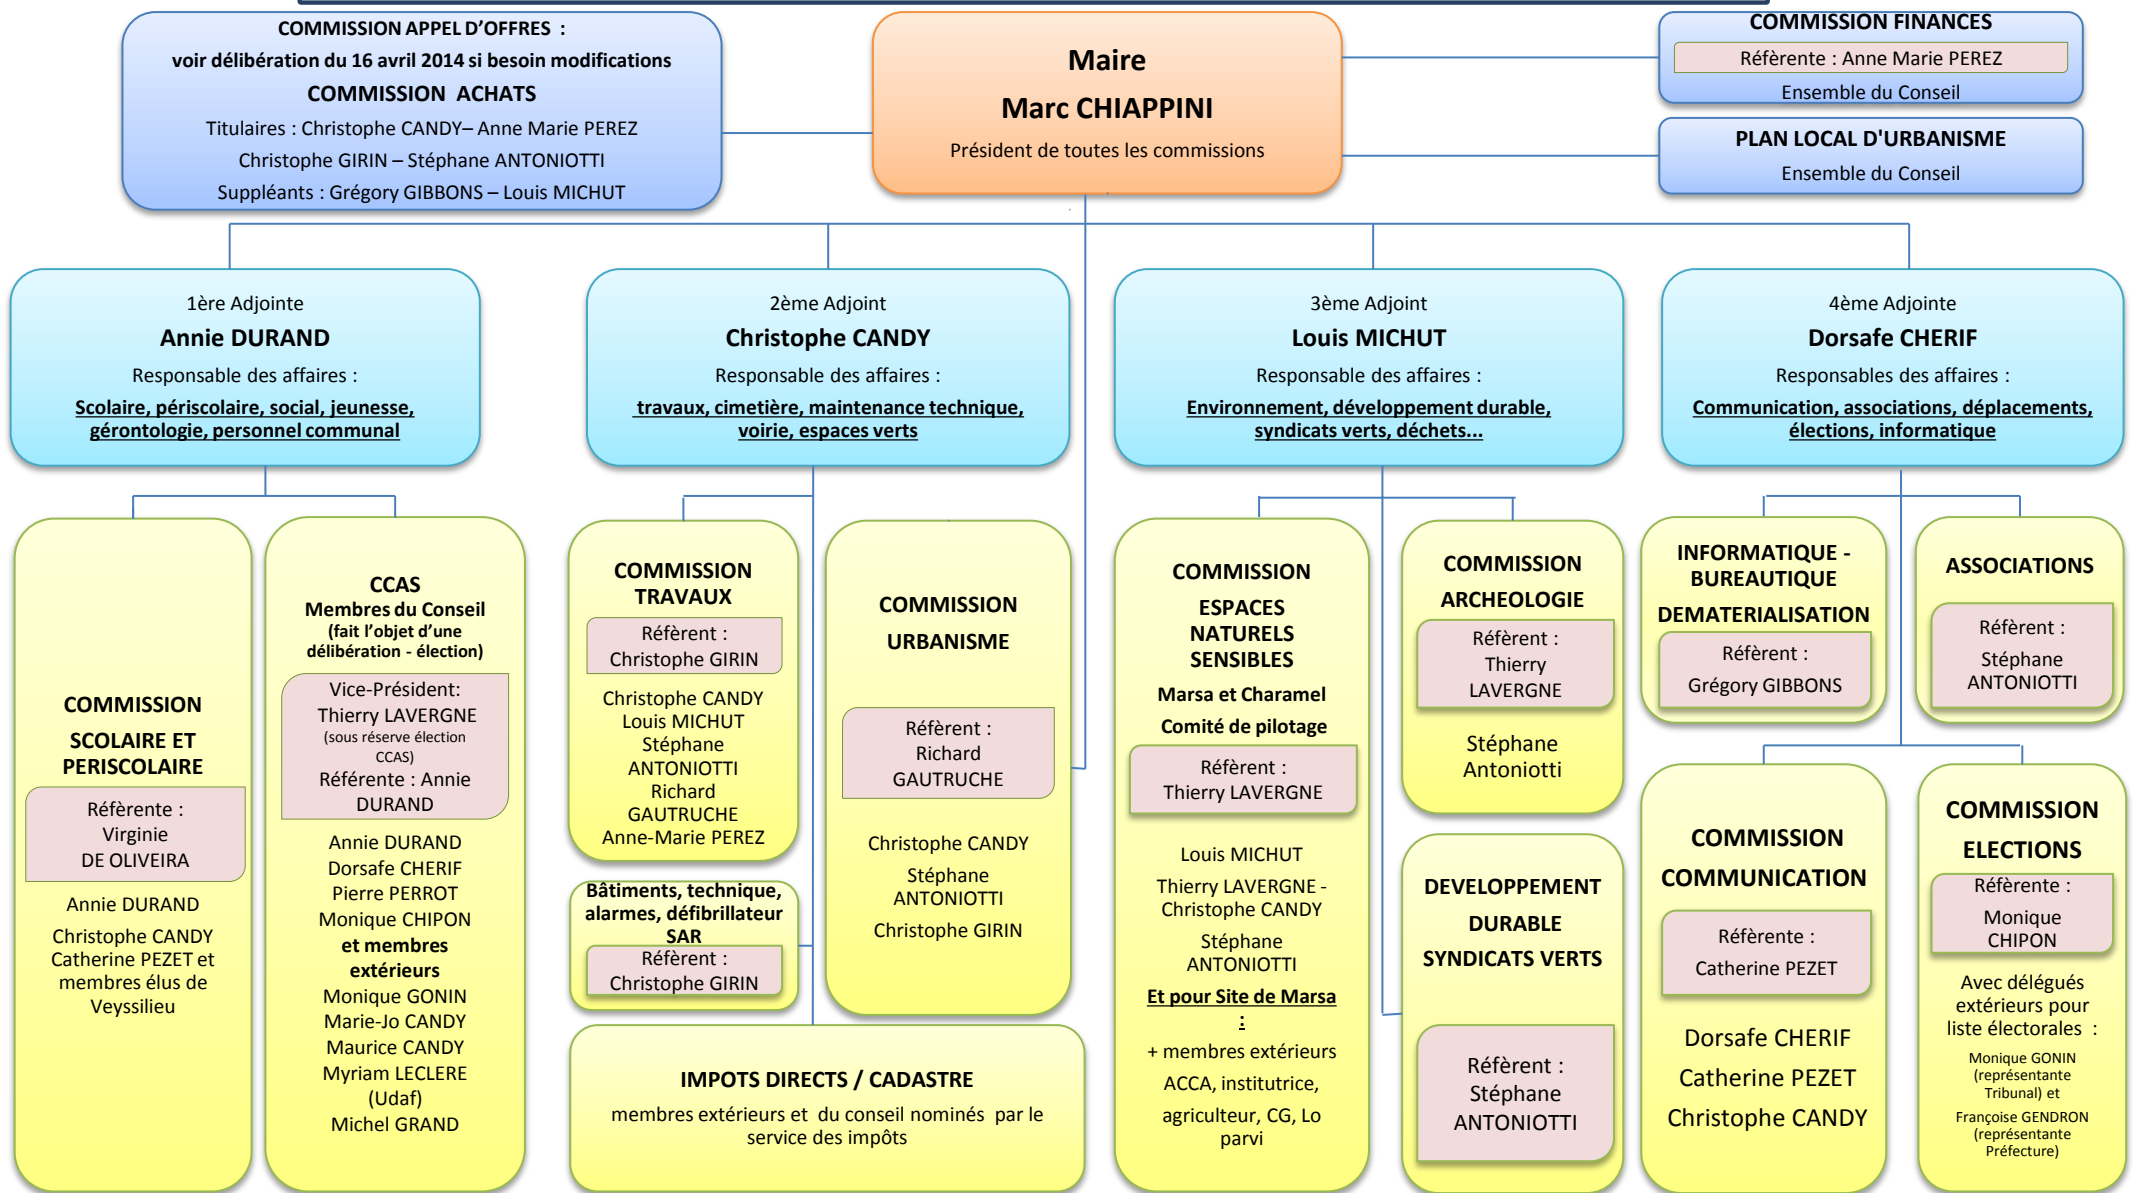 COMMISSION APPEL D'OFFRES :
voir délibération du 16 avril 2014 si besoin modifications
COMMISSION ACHATS
Titulaires : Christophe CANDY– Anne Marie PEREZ
Christophe GIRIN – Stéphane ANTONIOTTI
Suppléants : Grégory GIBBONS – Louis MICHUT
Maire
Marc CHIAPPINI
Président de toutes les commissions
COMMISSION FINANCES
Réfèrente : Anne Marie PEREZ
Ensemble du Conseil
PLAN LOCAL D'URBANISME
Ensemble du Conseil
1ère Adjointe
Annie DURAND
Responsable des affaires :
Scolaire, périscolaire, social, jeunesse,
gérontologie, personnel communal
2ème Adjoint
Christophe CANDY
Responsable des affaires :
travaux, cimetière, maintenance technique,
voirie, espaces verts
3ème Adjoint
Louis MICHUT
Responsable des affaires :
Environnement, développement durable,
syndicats verts, déchets...
4ème Adjointe
Dorsafe CHERIF
Responsables des affaires :
Communication, associations, déplacements,
élections, informatique
COMMISSION
SCOLAIRE ET
PERISCOLAIRE
Réfèrente :
Virginie
DE OLIVEIRA
Annie DURAND
Christophe CANDY
Catherine PEZET et
membres élus de
Veyssilieu
CCAS
Membres du Conseil
(fait l'objet d'une
délibération - élection)
Vice-Président:
Thierry LAVERGNE
(sous réserve élection
CCAS)
Référente : Annie
DURAND
Annie DURAND
Dorsafe CHERIF
Pierre PERROT
Monique CHIPON
et membres
extérieurs
Monique GONIN
Marie-Jo CANDY
Maurice CANDY
Myriam LECLERE
(Udaf)
Michel GRAND
COMMISSION
TRAVAUX
Réfèrent :
Christophe GIRIN
Christophe CANDY
Louis MICHUT
Stéphane
ANTONIOTTI
Richard
GAUTRUCHE
Anne-Marie PEREZ
Bâtiments, technique,
alarmes, défibrillateur
SAR
Réfèrent :
Christophe GIRIN
COMMISSION
URBANISME
Réfèrent :
Richard
GAUTRUCHE
Christophe CANDY
Stéphane
ANTONIOTTI
Christophe GIRIN
IMPOTS DIRECTS / CADASTRE
membres extérieurs et du conseil nominés par le
service des impôts
COMMISSION
ESPACES
NATURELS
SENSIBLES
Marsa et Charamel
Comité de pilotage
Réfèrent :
Thierry LAVERGNE
Louis MICHUT
Thierry LAVERGNE -
Christophe CANDY
Stéphane
ANTONIOTTI
Et pour Site de Marsa
:
+ membres extérieurs
ACCA, institutrice,
agriculteur, CG, Lo
parvi
COMMISSION
ARCHEOLOGIE
Réfèrent :
Thierry
LAVERGNE
Stéphane
Antoniotti
DEVELOPPEMENT
DURABLE
SYNDICATS VERTS
Réfèrent :
Stéphane
ANTONIOTTI
INFORMATIQUE -
BUREAUTIQUE
DEMATERIALISATION
Réfèrent :
Grégory GIBBONS
ASSOCIATIONS
Réfèrent :
Stéphane
ANTONIOTTI
COMMISSION
COMMUNICATION
Réfèrente :
Catherine PEZET
Dorsafe CHERIF
Catherine PEZET
Christophe CANDY
COMMISSION
ELECTIONS
Réfèrente :
Monique
CHIPON
Avec délégués
extérieurs pour
liste électorales :
Monique GONIN
(représentante
Tribunal) et
Françoise GENDRON
(représentante
Préfecture)